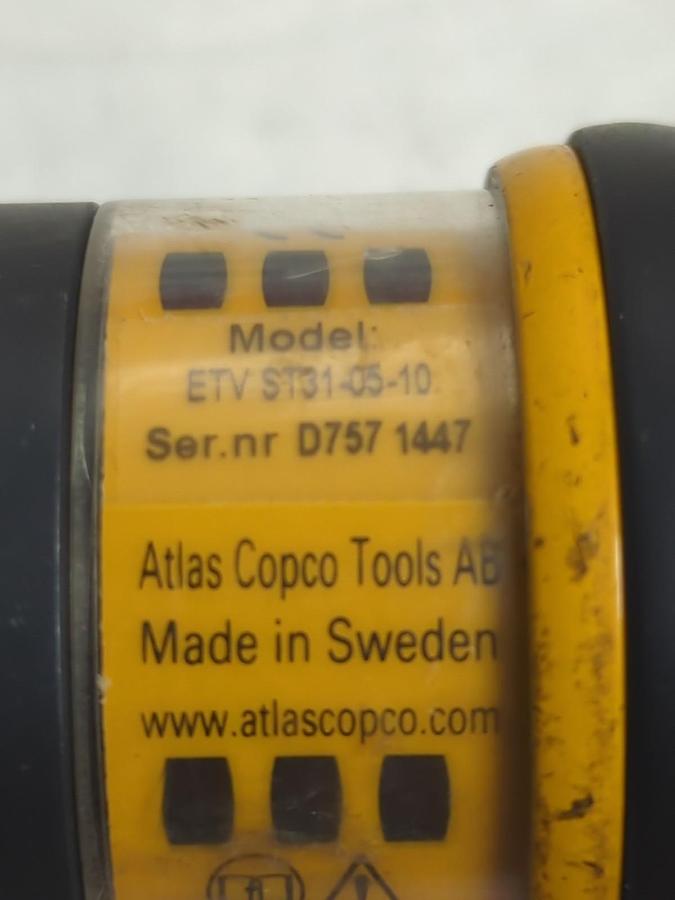 Model:
ETV ST31-05-10
Ser.nr D757 1447
Atlas Copco Tools AB
Made in Sweden
www.atlascopco.com